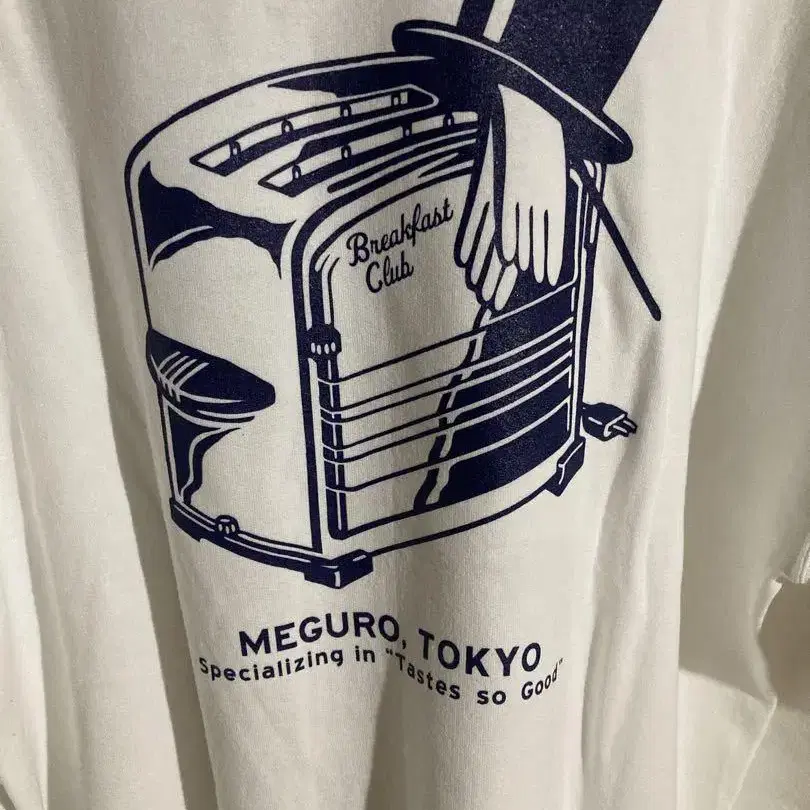 Breakfast
Club
MEGURO, TOKYO
Specializing in "Tastes so Good"